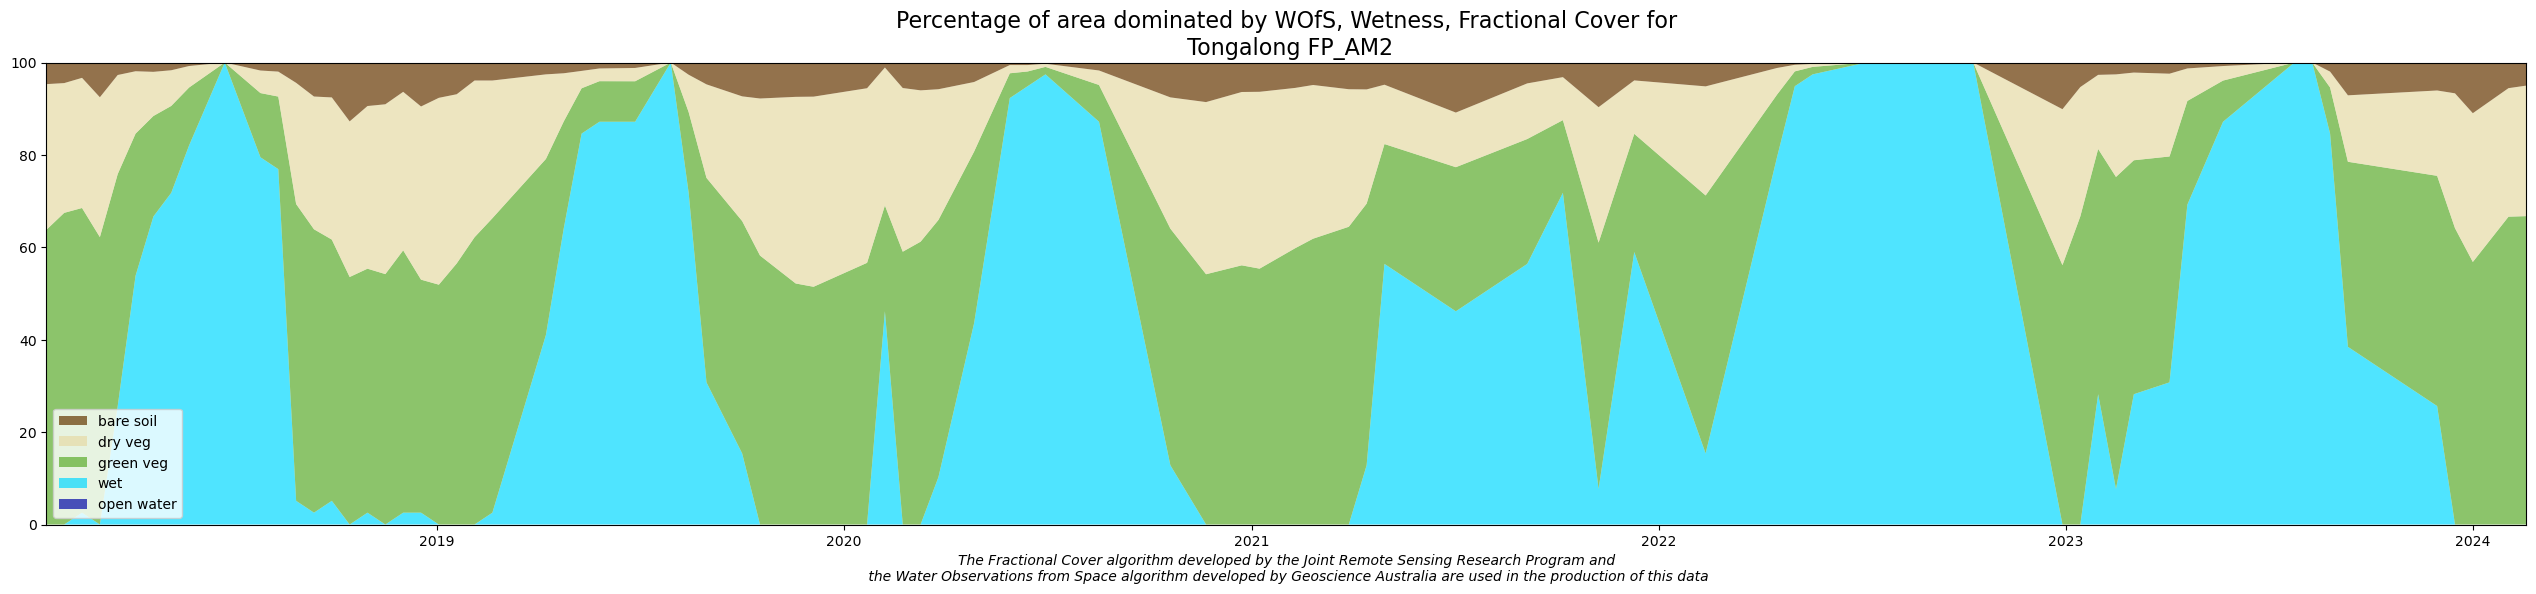 Percentage of area dominated by WOfS, Wetness, Fractional Cover for
Tongalong FP_AM2
100
80
60
40
20
0
bare soil
dry veg
green veg
wet
open water
2019 2020 2021 2022 2023 2024
The Fractional Cover algorithm developed by the Joint Remote Sensing Research Program and
the Water Observations from Space algorithm developed by Geoscience Australia are used in the production of this data